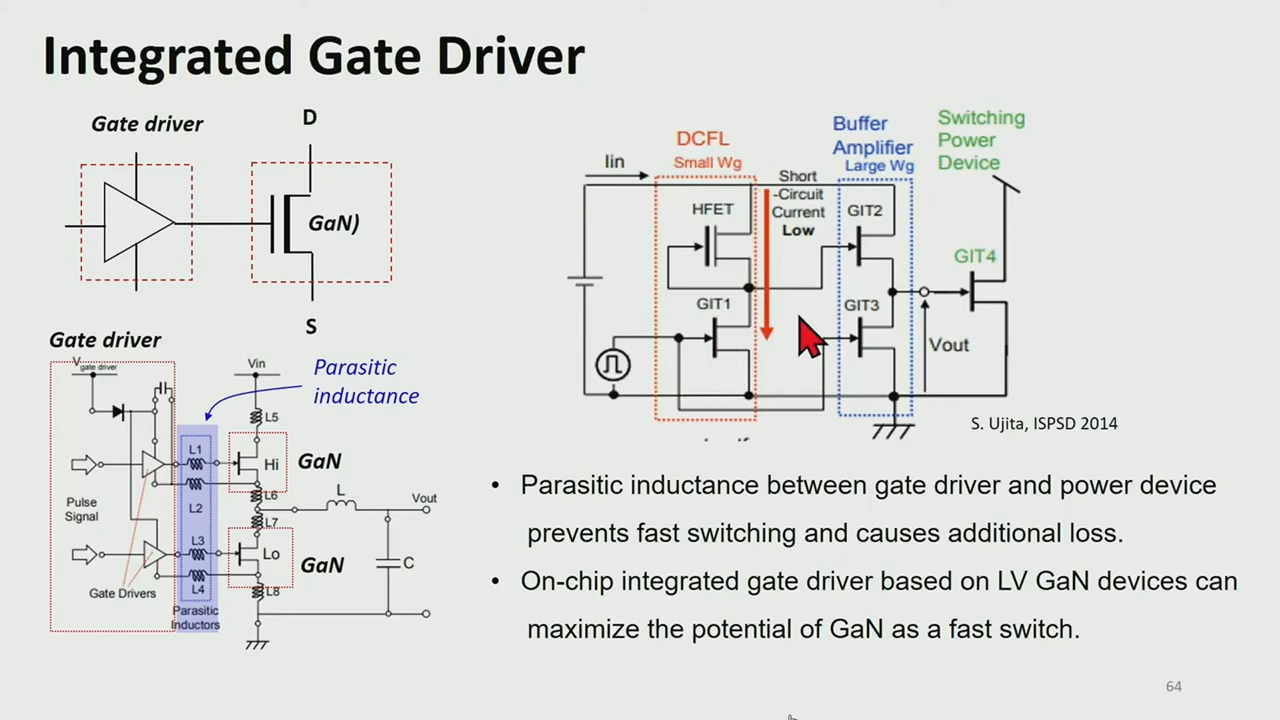 Integrated Gate Driver
Gate driver
D
GaN)
S
Gate driver
V gate driver
Parasitic
inductance
Vin
L5
L1
Hi
GaN
L6
Pulse
Signal
L2
L
Vout
L7
L3
Lo
GaN
C
L4
L8
Gate Drivers
Parasitic
Inductors
DCFL
Small Wg
Iin
HFET
GIT1
Short
-Circuit
Current
Low
Buffer
Amplifier
Large Wg
GIT2
GIT3
Switching
Power
Device
GIT4
Vout
S. Ujita, ISPSD 2014
• Parasitic inductance between gate driver and power device
prevents fast switching and causes additional loss.
• On-chip integrated gate driver based on LV GaN devices can
maximize the potential of GaN as a fast switch.
64